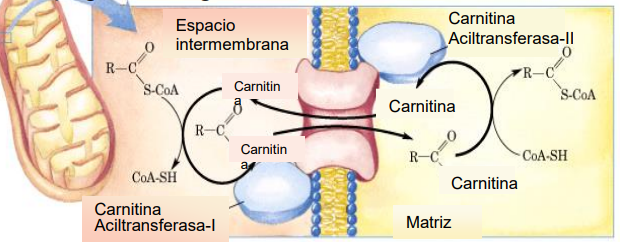 Espacio
intermembrana
O
R–C
S-CoA
Carnitin
a
O
R–C
Carnitin
a
CoA-SH
Carnitina
Aciltransferasa-I
Carnitina
Aciltransferasa-II
Carnitina
O
R–C
S-CoA
O
R–C
CoA-SH
Carnitina
Matriz